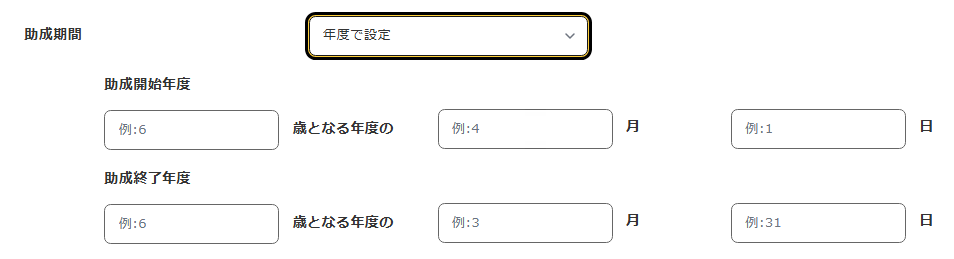 助成期間 年度で設定
助成開始年度
例:6 歳となる年度の 例:4 月 例:1 日
助成終了年度
例:6 歳となる年度の 例:3 月 例:31 日